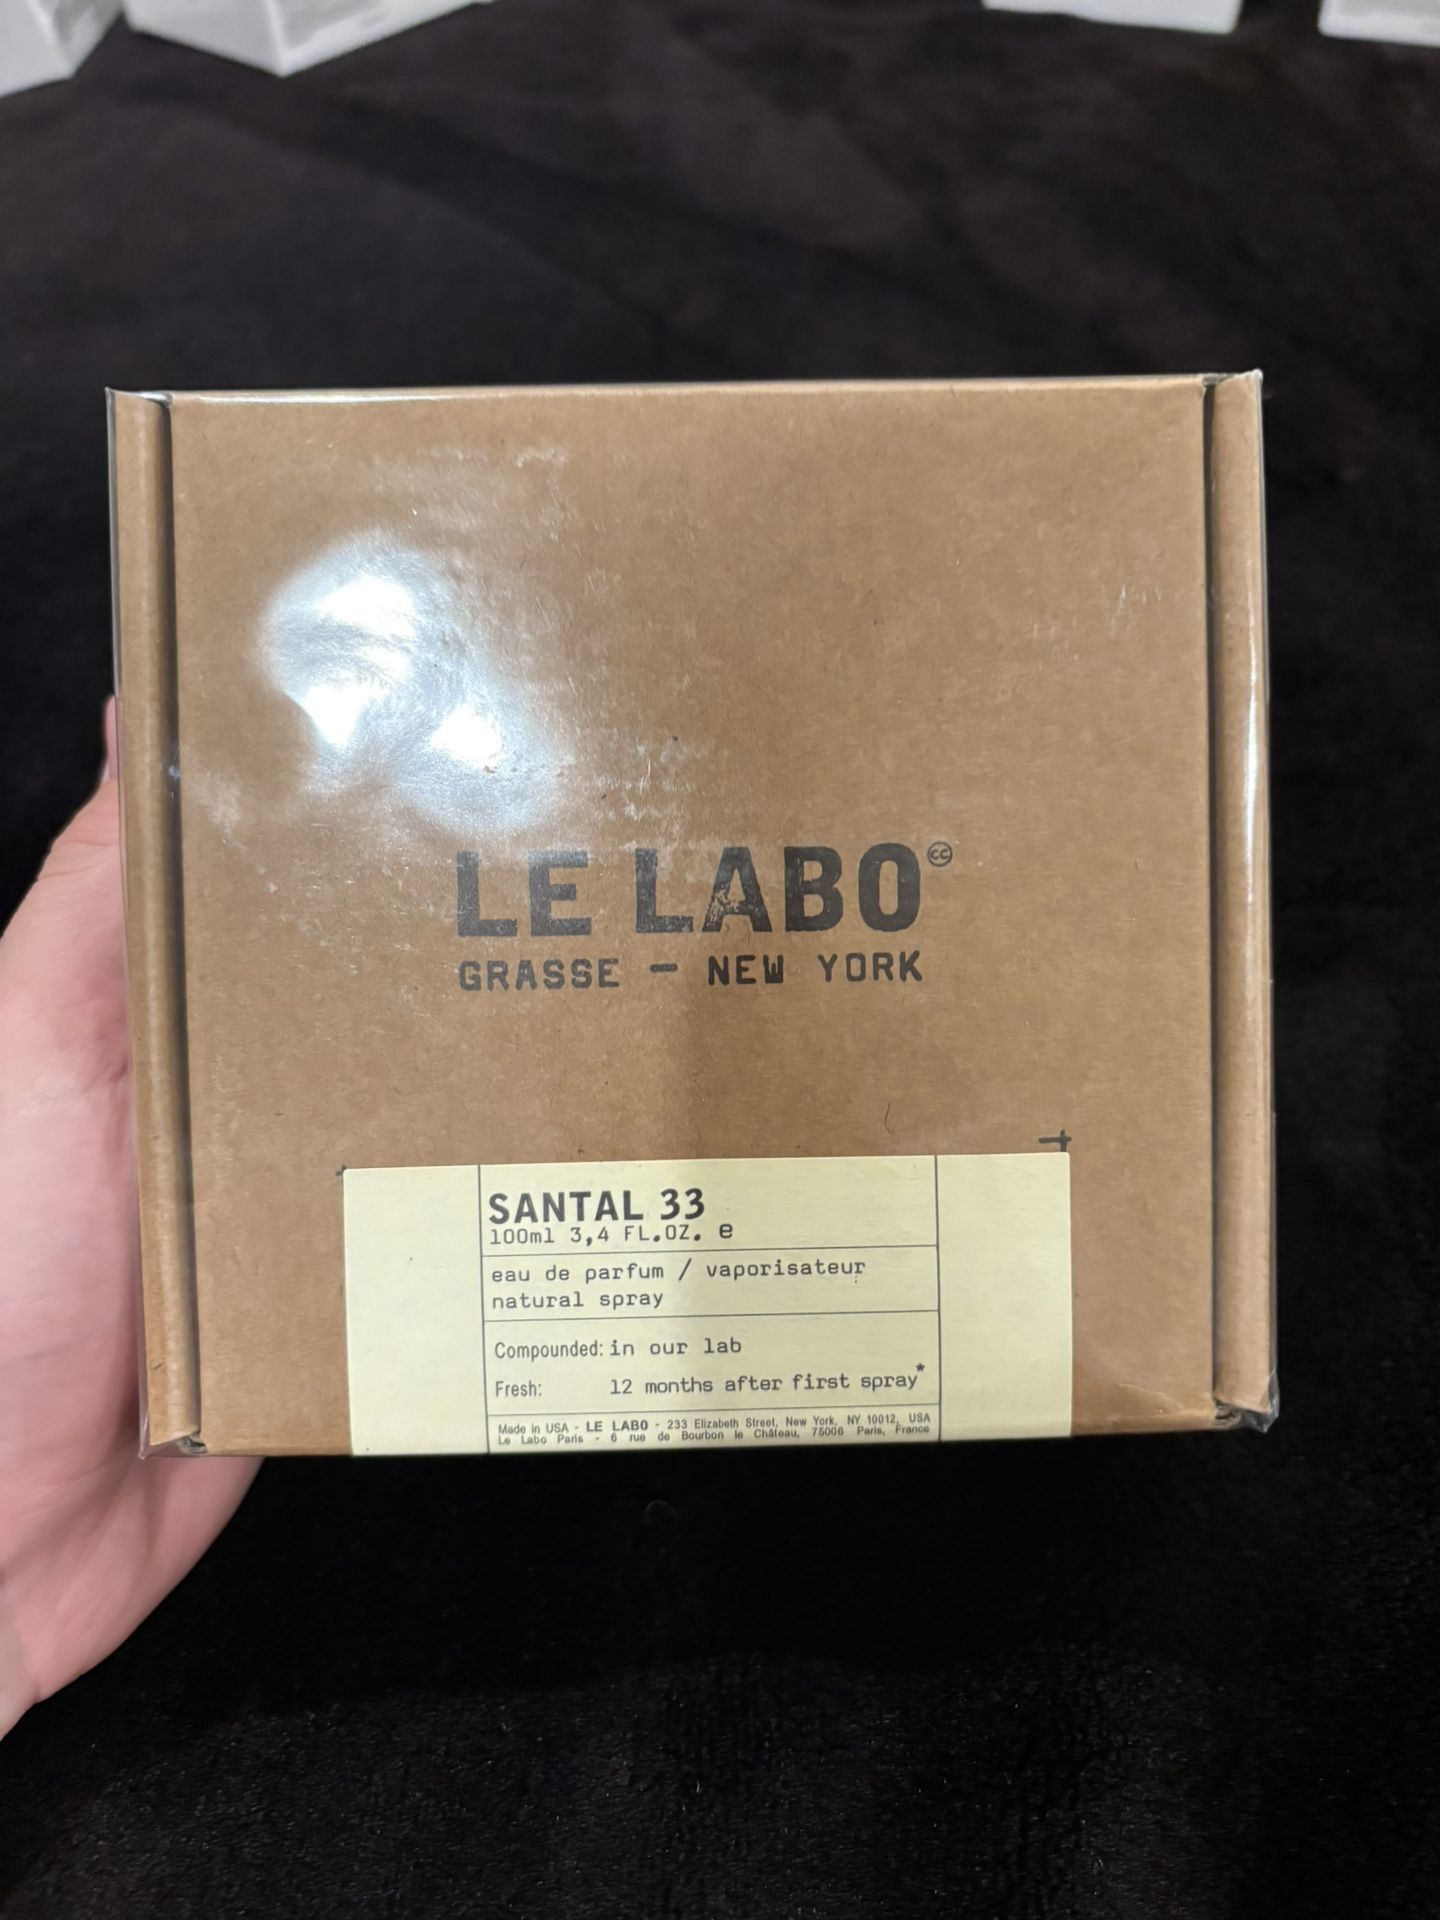 LE LABO㏄
GRASSE — NEW YORK
SANTAL 33
100ml 3,4 FL.OZ. e
eau de parfum / vaporisateur
natural spray
Compounded: in our lab
Fresh: 12 months after first spray*
Made in USA - LE LABO - 233 Elizabeth Street, New York, NY 10012, USA
Le Labo Paris - 6 rue de Bourbon le Château, 75006 Paris, France